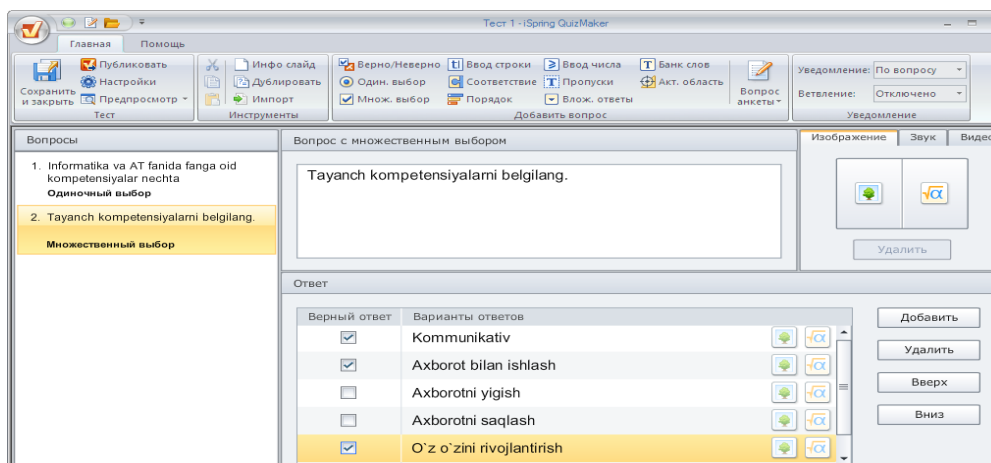 Тест 1 - iSpring QuizMaker
Главная Помощь
Сохранить и закрыть
Публиковать
Настройки
Предпросмотр
Тест
Инфо слайд
Дублировать
Импорт
Инструменты
Верно/Неверно Ввод строки Ввод числа Банк слов
Один. выбор Соответствие Пропуски Акт. область
Множ. выбор Порядок Влож. ответы
Вопрос анкеты
Добавить вопрос
Уведомление: По вопросу
Ветвление: Отключено
Уведомление
Вопросы
1. Informatika va AT fanida fanga oid
kompetensiyalar nechta
Одиночный выбор
2. Tayanch kompetensiyalarni belgilang.
Множественный выбор
Вопрос с множественным выбором
Tayanch kompetensiyalarni belgilang.
Изображение Звук Видео
Удалить
Ответ
Верный ответ Варианты ответов
Kommunikativ
Axborot bilan ishlash
Axborotni yigish
Axborotni saqlash
O`z o`zini rivojlantirish
Добавить
Удалить
Вверх
Вниз